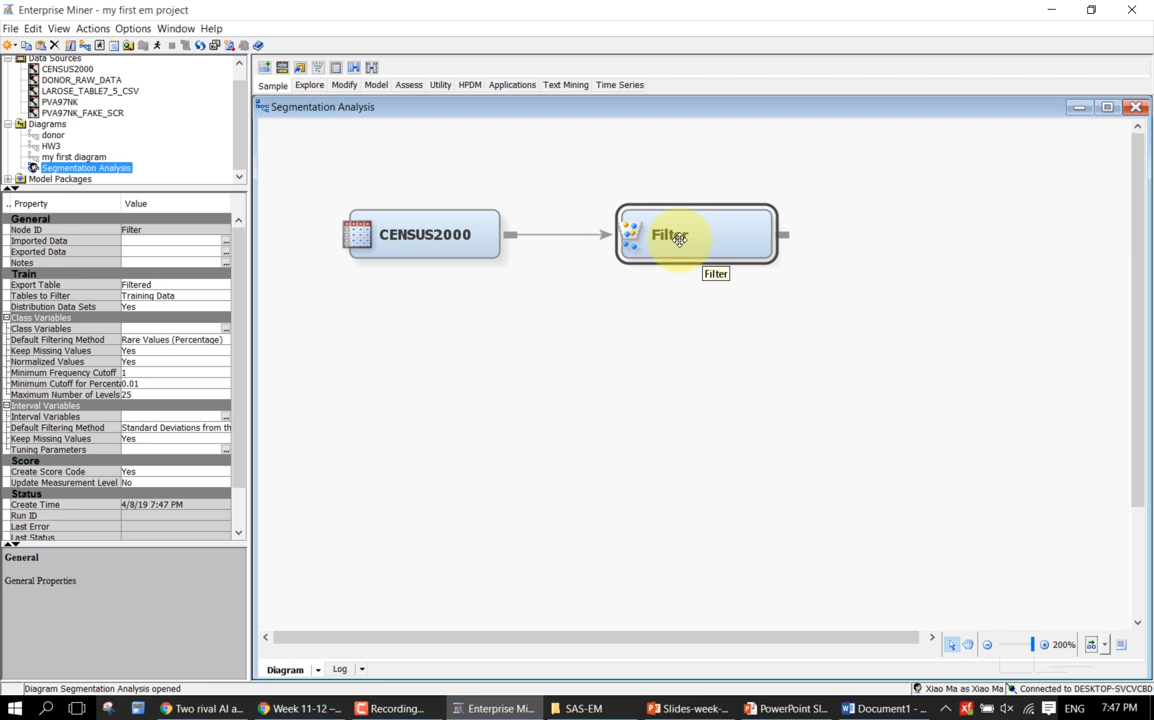 Enterprise Miner - my first em project
File Edit View Actions Options Window Help
Data Sources
CENSUS2000
DONOR_RAW_DATA
LAROSE_TABLE7_5_CSV
PVA97NK
PVA97NK_FAKE_SCR
Diagrams
donor
HW3
my first diagram
Segmentation Analysis
Model Packages
Sample Explore Modify Model Assess Utility HPDM Applications Text Mining Time Series
Segmentation Analysis
CENSUS2000
Filter
Filter
.. Property Value
General
Node ID Filter
Imported Data ...
Exported Data ...
Notes ...
Train
Export Table Filtered
Tables to Filter Training Data
Distribution Data Sets Yes
Class Variables
Class Variables ...
Default Filtering Method Rare Values (Percentage)
Keep Missing Values Yes
Normalized Values Yes
Minimum Frequency Cutoff 1
Minimum Cutoff for Percent 0.01
Maximum Number of Levels 25
Interval Variables
Interval Variables ...
Default Filtering Method Standard Deviations from th
Keep Missing Values Yes
Tuning Parameters ...
Score
Create Score Code Yes
Update Measurement Level No
Status
Create Time 4/8/19 7:47 PM
Run ID
Last Error
Last Status
General
General Properties
200%
Diagram Log
Diagram Segmentation Analysis opened
Xiao Ma as Xiao Ma Connected to DESKTOP-SVCVCBD
Two rival AI a... Week 11-12 –... Recording... Enterprise Mi... SAS-EM Slides-week-... PowerPoint Sl... Document1 - ... ENG 7:47 PM